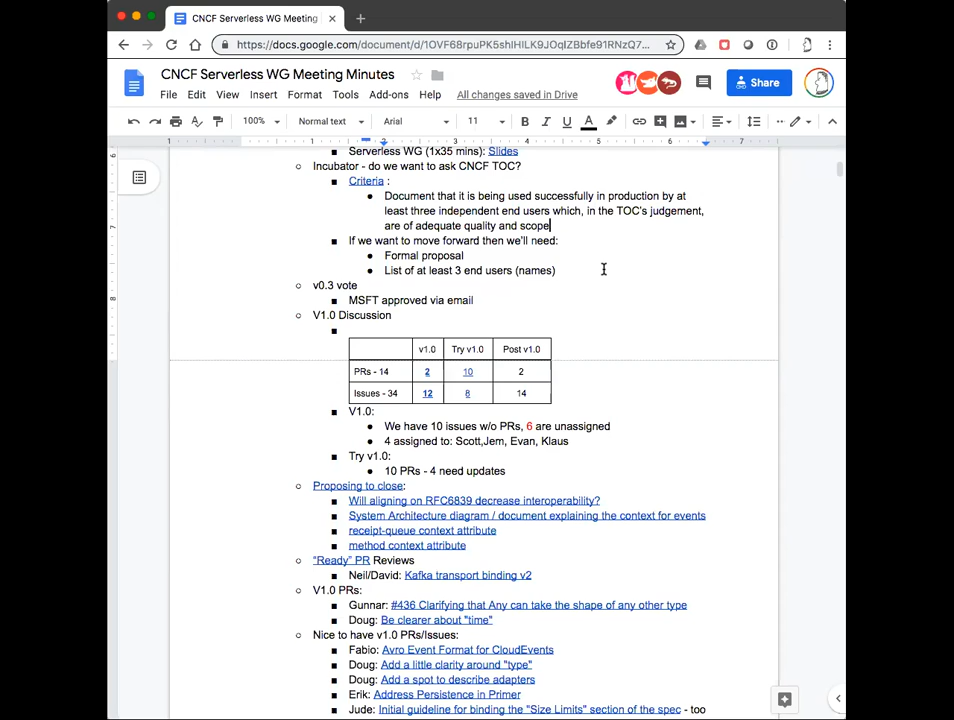 CNCF Serverless WG Meeting
https://docs.google.com/document/d/1OVF68rpuPK5shIHILK9JOqIZBbfe91RNzQ7...
CNCF Serverless WG Meeting Minutes
Share
File Edit View Insert Format Tools Add-ons Help All changes saved in Drive
100% Normal text Arial 11 B I U A
1 1 2 3 4 5 6 7
Serverless WG (1x35 mins): Slides
Incubator - do we want to ask CNCF TOC?
Criteria :
Document that it is being used successfully in production by at
least three independent end users which, in the TOC's judgement,
are of adequate quality and scope
If we want to move forward then we'll need:
Formal proposal
List of at least 3 end users (names)
v0.3 vote
MSFT approved via email
V1.0 Discussion
v1.0 Try v1.0 Post v1.0
PRs - 14 2 10 2
Issues - 34 12 8 14
V1.0:
We have 10 issues w/o PRs, 6 are unassigned
4 assigned to: Scott,Jem, Evan, Klaus
Try v1.0:
10 PRs - 4 need updates
Proposing to close:
Will aligning on RFC6839 decrease interoperability?
System Architecture diagram / document explaining the context for events
receipt-queue context attribute
method context attribute
“Ready” PR Reviews
Neil/David: Kafka transport binding v2
V1.0 PRs:
Gunnar: #436 Clarifying that Any can take the shape of any other type
Doug: Be clearer about "time"
Nice to have v1.0 PRs/Issues:
Fabio: Avro Event Format for CloudEvents
Doug: Add a little clarity around "type"
Doug: Add a spot to describe adapters
Erik: Address Persistence in Primer
Jude: Initial guideline for binding the "Size Limits" section of the spec - too